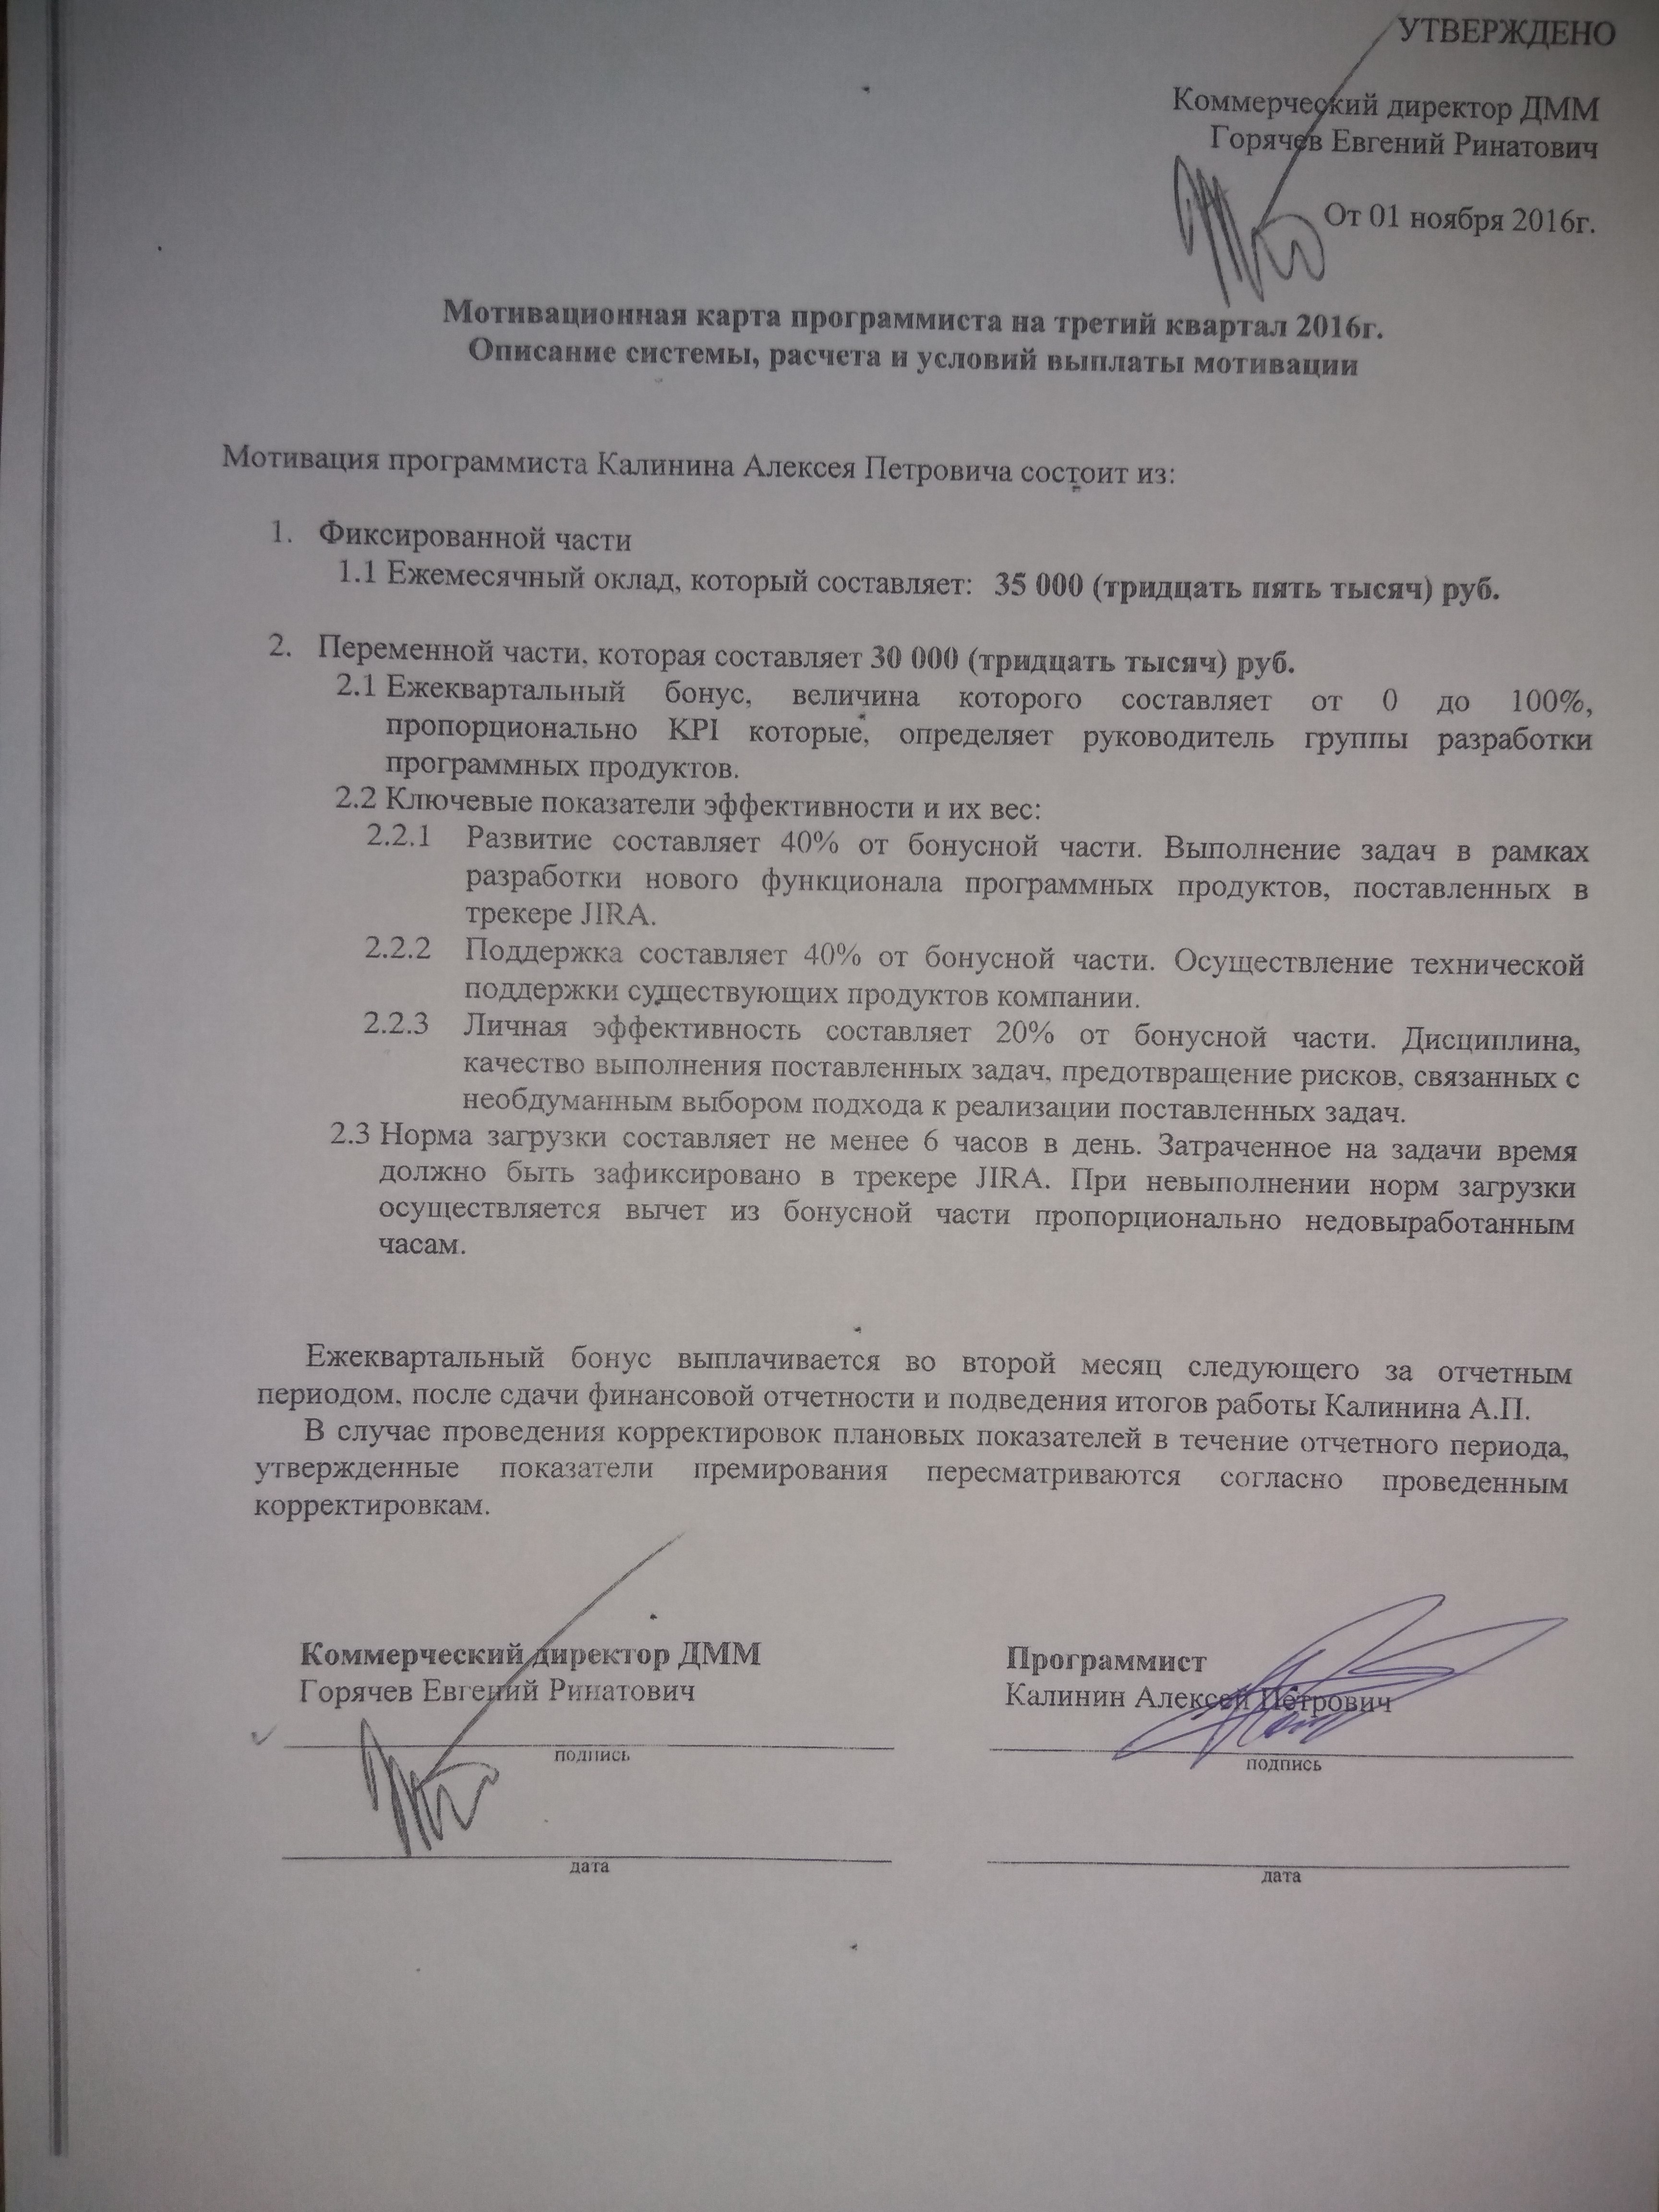 УТВЕРЖДЕНО
Коммерческий директор ДММ
Горячев Евгений Ринатович
От 01 ноября 2016г.
Мотивационная карта программиста на третий квартал 2016г.
Описание системы, расчета и условий выплаты мотивации
Мотивация программиста Калинина Алексея Петровича состоит из:
1. Фиксированной части
1.1 Ежемесячный оклад, который составляет: 35 000 (тридцать пять тысяч) руб.
2. Переменной части, которая составляет 30 000 (тридцать тысяч) руб.
2.1 Ежеквартальный бонус, величина которого составляет от 0 до 100%,
пропорционально KPI которые, определяет руководитель группы разработки
программных продуктов.
2.2 Ключевые показатели эффективности и их вес:
2.2.1 Развитие составляет 40% от бонусной части. Выполнение задач в рамках
разработки нового функционала программных продуктов, поставленных в
трекере JIRA.
2.2.2 Поддержка составляет 40% от бонусной части. Осуществление технической
поддержки существующих продуктов компании.
2.2.3 Личная эффективность составляет 20% от бонусной части. Дисциплина,
качество выполнения поставленных задач, предотвращение рисков, связанных с
необдуманным выбором подхода к реализации поставленных задач.
2.3 Норма загрузки составляет не менее 6 часов в день. Затраченное на задачи время
должно быть зафиксировано в трекере JIRA. При невыполнении норм загрузки
осуществляется вычет из бонусной части пропорционально недовыработанным
часам.
Ежеквартальный бонус выплачивается во второй месяц следующего за отчетным
периодом, после сдачи финансовой отчетности и подведения итогов работы Калинина А.П.
В случае проведения корректировок плановых показателей в течение отчетного периода,
утвержденные показатели премирования пересматриваются согласно проведенным
корректировкам.
Коммерческий директор ДММ
Горячев Евгений Ринатович
подпись
дата
Программист
Калинин Алексей Петрович
подпись
дата